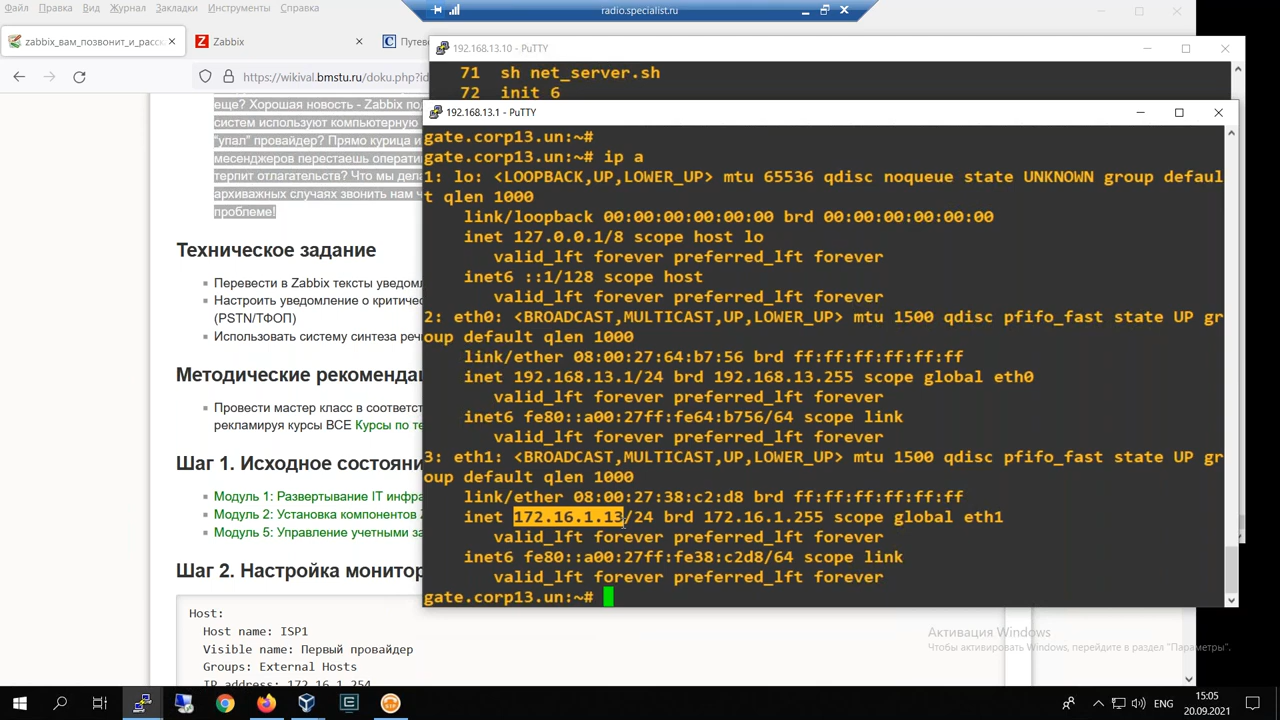 Файл Правка Вид Журнал Закладки Инструменты Справка
radio.specialist.ru
zabbix_вам_позвонит_и_расск
Zabbix
Путеве
https://wikival.bmstu.ru/doku.php?id
192.168.13.10 - PuTTY
71 sh net_server.sh
72 init 6
192.168.13.1 - PuTTY
gate.corp13.un:~#
gate.corp13.un:~# ip a
1: lo: <LOOPBACK,UP,LOWER_UP> mtu 65536 qdisc noqueue state UNKNOWN group defaul
t qlen 1000
link/loopback 00:00:00:00:00:00 brd 00:00:00:00:00:00
inet 127.0.0.1/8 scope host lo
valid_lft forever preferred_lft forever
inet6 ::1/128 scope host
valid_lft forever preferred_lft forever
2: eth0: <BROADCAST,MULTICAST,UP,LOWER_UP> mtu 1500 qdisc pfifo_fast state UP gr
oup default qlen 1000
link/ether 08:00:27:64:b7:56 brd ff:ff:ff:ff:ff:ff
inet 192.168.13.1/24 brd 192.168.13.255 scope global eth0
valid_lft forever preferred_lft forever
inet6 fe80::a00:27ff:fe64:b756/64 scope link
valid_lft forever preferred_lft forever
3: eth1: <BROADCAST,MULTICAST,UP,LOWER_UP> mtu 1500 qdisc pfifo_fast state UP gr
oup default qlen 1000
link/ether 08:00:27:38:c2:d8 brd ff:ff:ff:ff:ff:ff
inet 172.16.1.13/24 brd 172.16.1.255 scope global eth1
valid_lft forever preferred_lft forever
inet6 fe80::a00:27ff:fe38:c2d8/64 scope link
valid_lft forever preferred_lft forever
gate.corp13.un:~#
еще? Хорошая новость - Zabbix по
систем используют компьютерную
"упал" провайдер? Прямо курица и
месенджеров перестаешь оператив
терпит отлагательств? Что мы дела
архиважных случаях звонить нам ч
проблеме!
Техническое задание
Перевести в Zabbix тексты уведом
Настроить уведомление о критичес
(PSTN/ТФОП)
Использовать систему синтеза реч
Методические рекомендац
Провести мастер класс в соответст
рекламируя курсы ВСЕ Курсы по те
Шаг 1. Исходное состояни
Модуль 1: Развертывание IT инфра
Модуль 2: Установка компонентов Z
Модуль 5: Управление учетными за
Шаг 2. Настройка монитор
Host:
Host name: ISP1
Visible name: Первый провайдер
Groups: External Hosts
IP address: 172.16.1.254
Активация Windows
Чтобы активировать Windows, перейдите в раздел "Параметры".
ENG
15:05
20.09.2021